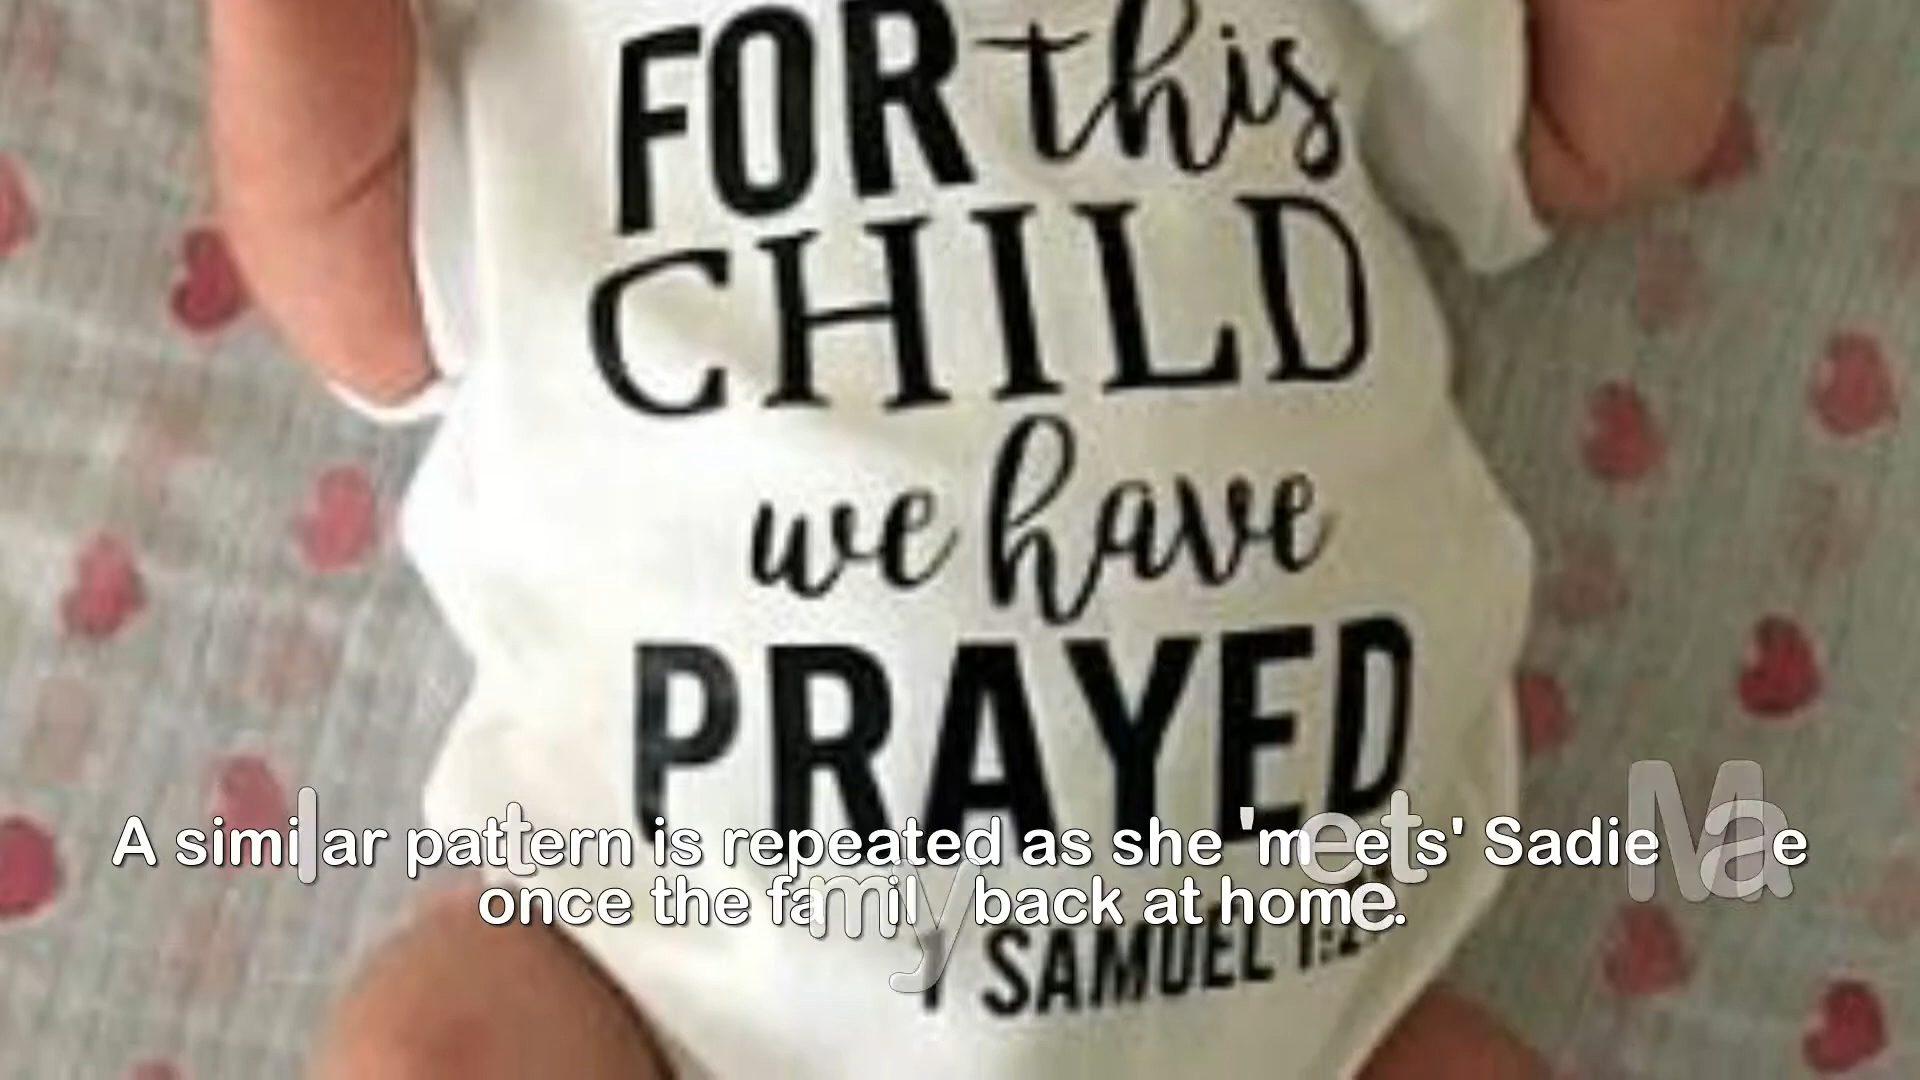 FOR this
CHILD
we have
PRAYED
A similar pattern is repeated as she 'meets' Sadie Mae
once the family back at home.
1 SAMUEL